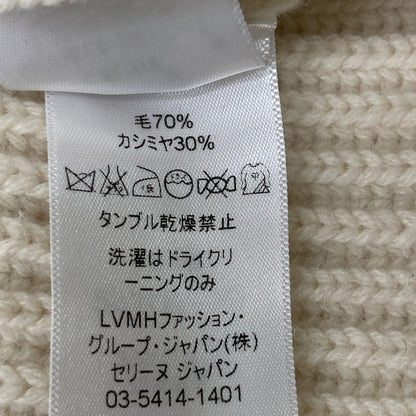 毛70%
カシミヤ30%
タンブル乾燥禁止
洗濯はドライクリ
ーニングのみ
LVMHファッション・
グループ・ジャパン(株)
セリーヌ ジャパン
03-5414-1401